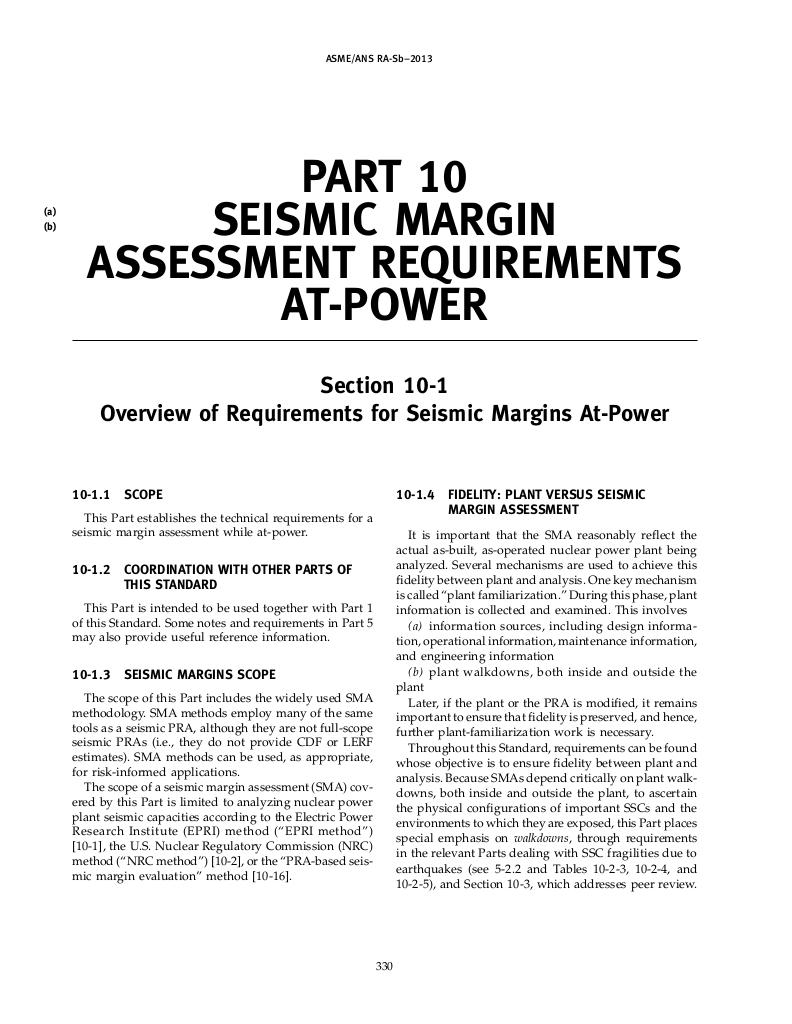 ASME/ANS RA-Sb–2013
(a)
(b)
PART 10
SEISMIC MARGIN
ASSESSMENT REQUIREMENTS
AT-POWER
Section 10-1
Overview of Requirements for Seismic Margins At-Power
10-1.1 SCOPE
This Part establishes the technical requirements for a
seismic margin assessment while at-power.
10-1.2 COORDINATION WITH OTHER PARTS OF
THIS STANDARD
This Part is intended to be used together with Part 1
of this Standard. Some notes and requirements in Part 5
may also provide useful reference information.
10-1.3 SEISMIC MARGINS SCOPE
The scope of this Part includes the widely used SMA
methodology. SMA methods employ many of the same
tools as a seismic PRA, although they are not full-scope
seismic PRAs (i.e., they do not provide CDF or LERF
estimates). SMA methods can be used, as appropriate,
for risk-informed applications.
The scope of a seismic margin assessment (SMA) cov-
ered by this Part is limited to analyzing nuclear power
plant seismic capacities according to the Electric Power
Research Institute (EPRI) method (“EPRI method”)
[10-1], the U.S. Nuclear Regulatory Commission (NRC)
method (“NRC method”) [10-2], or the “PRA-based seis-
mic margin evaluation” method [10-16].
10-1.4 FIDELITY: PLANT VERSUS SEISMIC
MARGIN ASSESSMENT
It is important that the SMA reasonably reflect the
actual as-built, as-operated nuclear power plant being
analyzed. Several mechanisms are used to achieve this
fidelity between plant and analysis. One key mechanism
is called “plant familiarization.” During this phase, plant
information is collected and examined. This involves
(a) information sources, including design informa-
tion, operational information, maintenance information,
and engineering information
(b) plant walkdowns, both inside and outside the
plant
Later, if the plant or the PRA is modified, it remains
important to ensure that fidelity is preserved, and hence,
further plant-familiarization work is necessary.
Throughout this Standard, requirements can be found
whose objective is to ensure fidelity between plant and
analysis. Because SMAs depend critically on plant walk-
downs, both inside and outside the plant, to ascertain
the physical configurations of important SSCs and the
environments to which they are exposed, this Part places
special emphasis on walkdowns, through requirements
in the relevant Parts dealing with SSC fragilities due to
earthquakes (see 5-2.2 and Tables 10-2-3, 10-2-4, and
10-2-5), and Section 10-3, which addresses peer review.
330